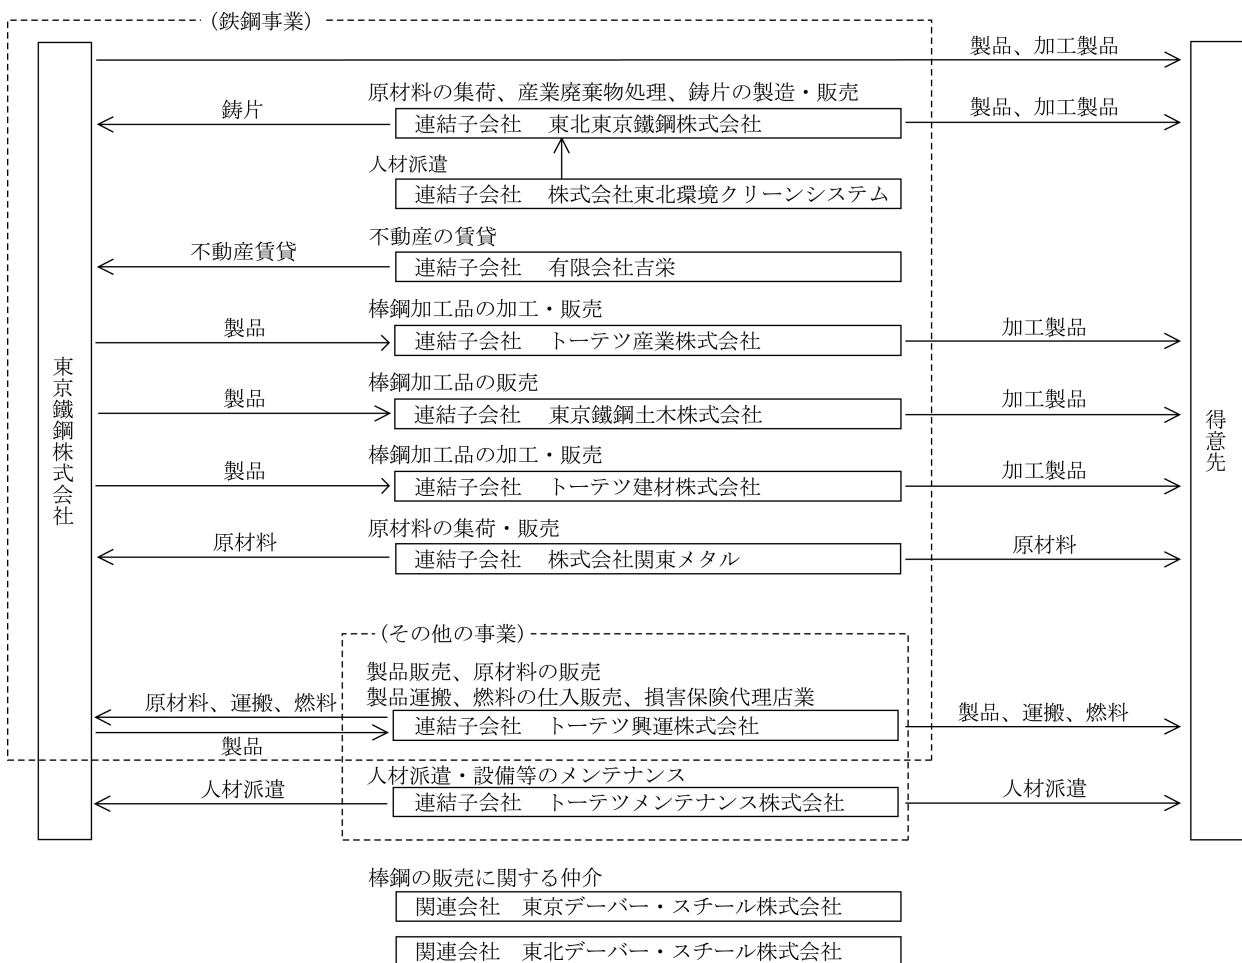 (鉄鋼事業)
製品、加工製品
原材料の集荷、産業廃棄物処理、鋳片の製造・販売
鋳片
連結子会社　東北東京鐵鋼株式会社
製品、加工製品
人材派遣
連結子会社　株式会社東北環境クリーンシステム
不動産の賃貸
不動産賃貸
連結子会社　有限会社吉栄
棒鋼加工品の加工・販売
製品
連結子会社　トーテツ産業株式会社
加工製品
棒鋼加工品の販売
製品
連結子会社　東京鐵鋼土木株式会社
加工製品
棒鋼加工品の加工・販売
製品
連結子会社　トーテツ建材株式会社
加工製品
原材料の集荷・販売
原材料
連結子会社　株式会社関東メタル
原材料
東京鐵鋼株式会社
得意先
(その他の事業)
製品販売、原材料の販売
製品運搬、燃料の仕入販売、損害保険代理店業
原材料、運搬、燃料
連結子会社　トーテツ興運株式会社
製品、運搬、燃料
製品
人材派遣・設備等のメンテナンス
人材派遣
連結子会社　トーテツメンテナンス株式会社
人材派遣
棒鋼の販売に関する仲介
関連会社　東京デーバー・スチール株式会社
関連会社　東北デーバー・スチール株式会社